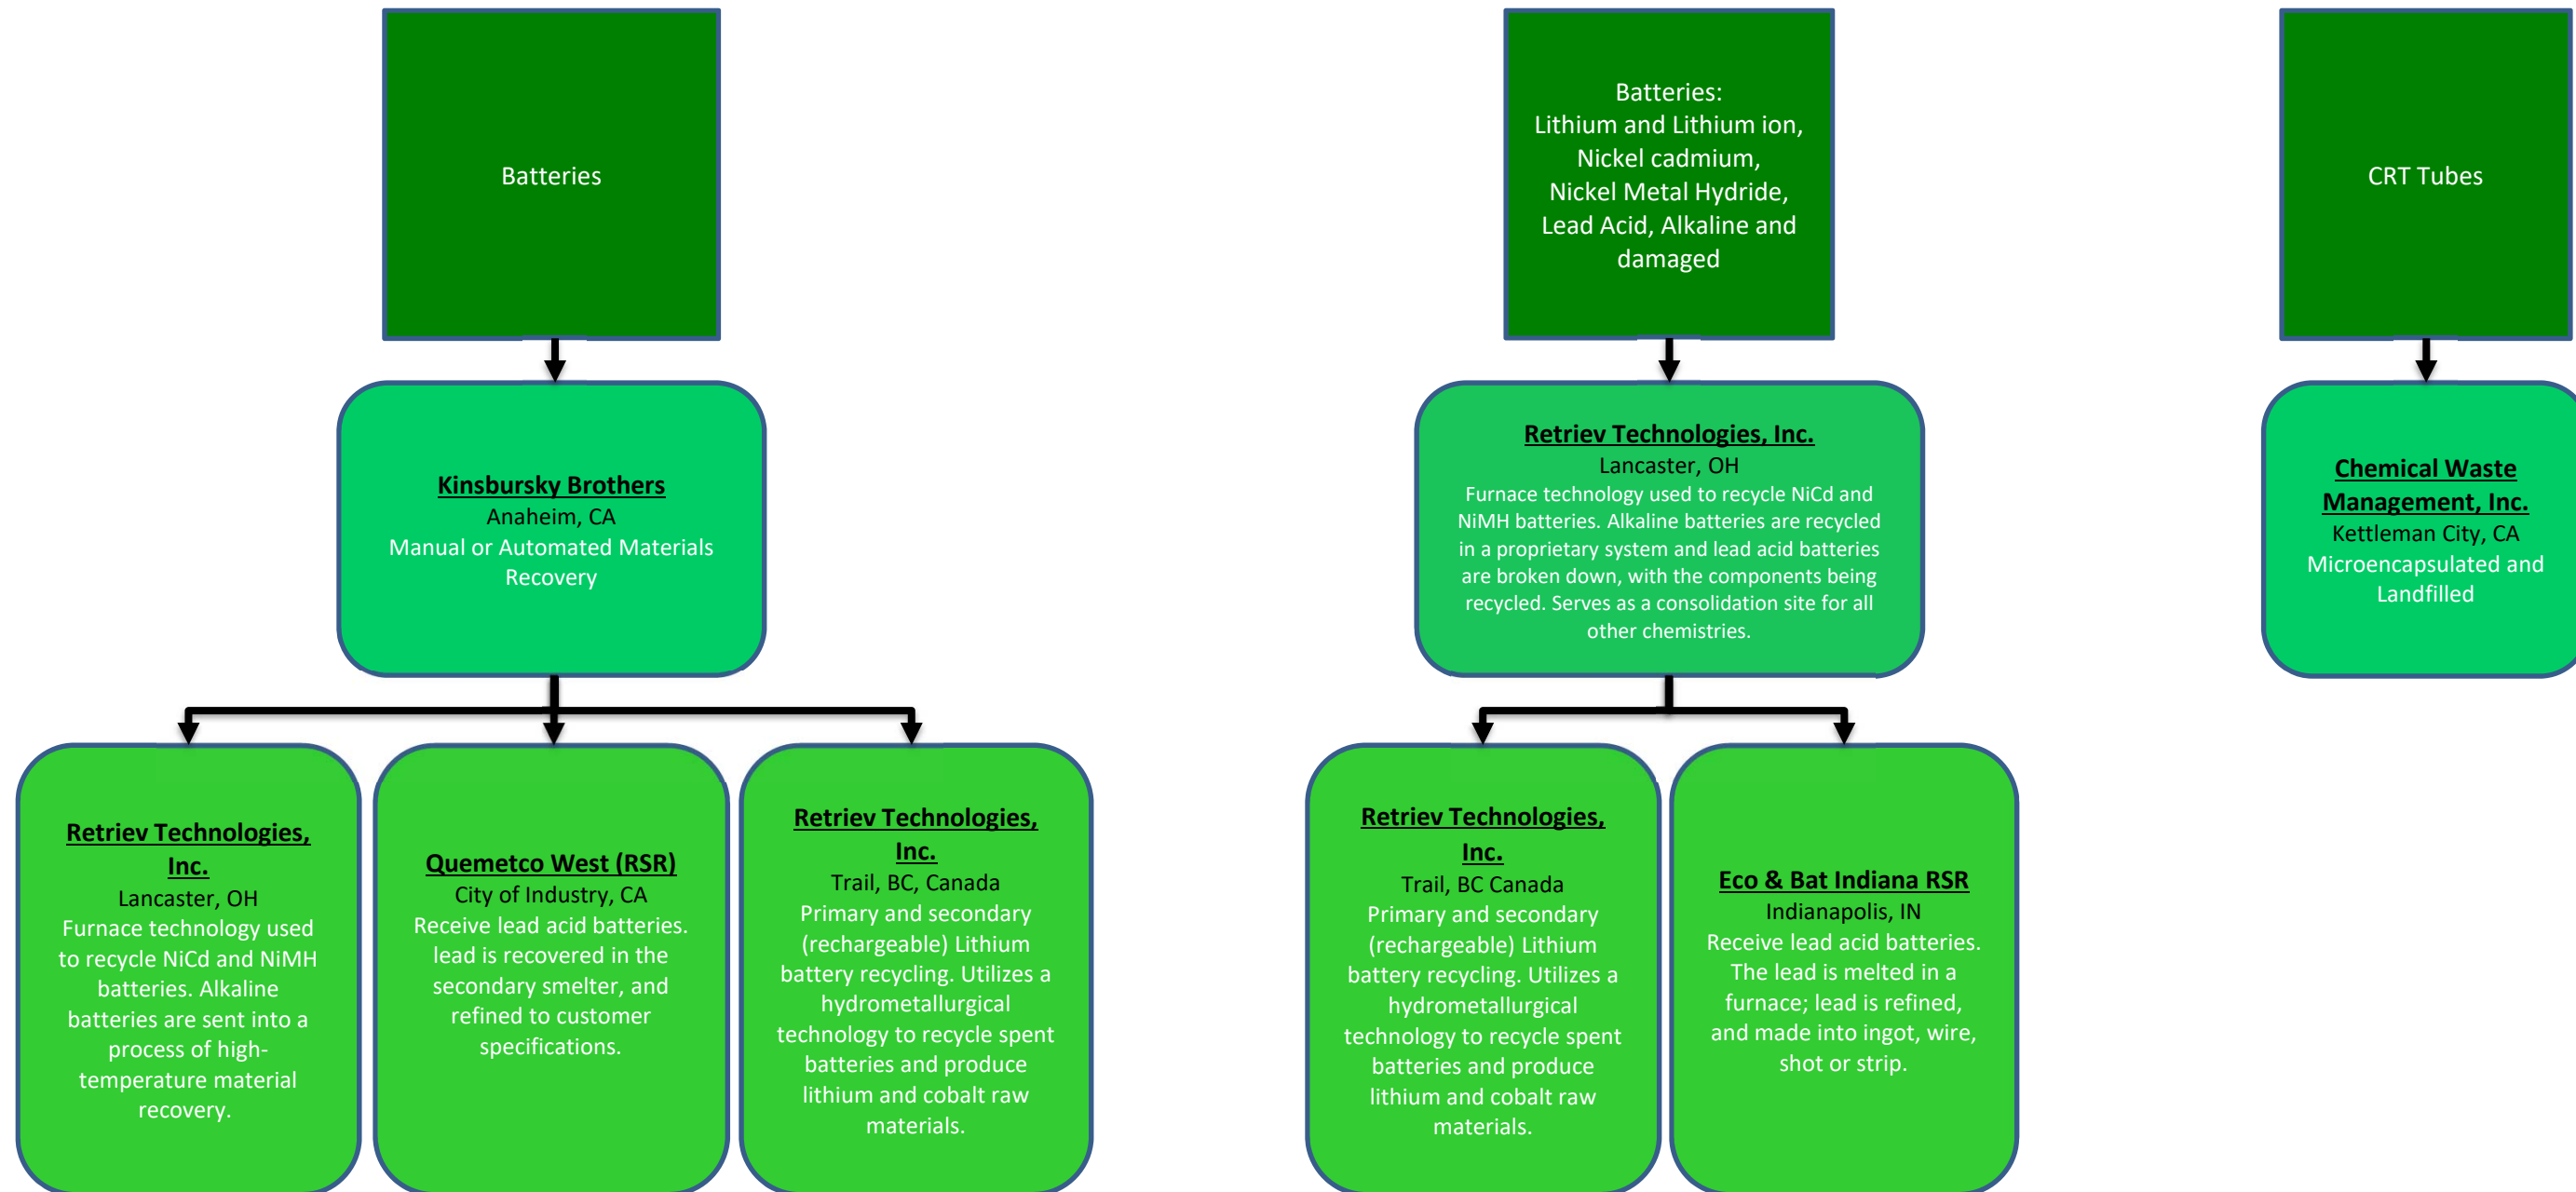 Batteries
Batteries:
Lithium and Lithium ion,
Nickel cadmium,
Nickel Metal Hydride,
Lead Acid, Alkaline and
damaged
CRT Tubes
Kinsbursky Brothers
Anaheim, CA
Manual or Automated Materials
Recovery
Retriev Technologies, Inc.
Lancaster, OH
Furnace technology used to recycle NiCd and
NiMH batteries. Alkaline batteries are recycled
in a proprietary system and lead acid batteries
are broken down, with the components being
recycled. Serves as a consolidation site for all
other chemistries.
Chemical Waste
Management, Inc.
Kettleman City, CA
Microencapsulated and
Landfilled
Retriev Technologies,
Inc.
Lancaster, OH
Furnace technology used
to recycle NiCd and NiMH
batteries. Alkaline
batteries are sent into a
process of high-
temperature material
recovery.
Quemetco West (RSR)
City of Industry, CA
Receive lead acid batteries.
lead is recovered in the
secondary smelter, and
refined to customer
specifications.
Retriev Technologies,
Inc.
Trail, BC, Canada
Primary and secondary
(rechargeable) Lithium
battery recycling. Utilizes a
hydrometallurgical
technology to recycle spent
batteries and produce
lithium and cobalt raw
materials.
Retriev Technologies,
Inc.
Trail, BC Canada
Primary and secondary
(rechargeable) Lithium
battery recycling. Utilizes a
hydrometallurgical
technology to recycle spent
batteries and produce
lithium and cobalt raw
materials.
Eco & Bat Indiana RSR
Indianapolis, IN
Receive lead acid batteries.
The lead is melted in a
furnace; lead is refined,
and made into ingot, wire,
shot or strip.